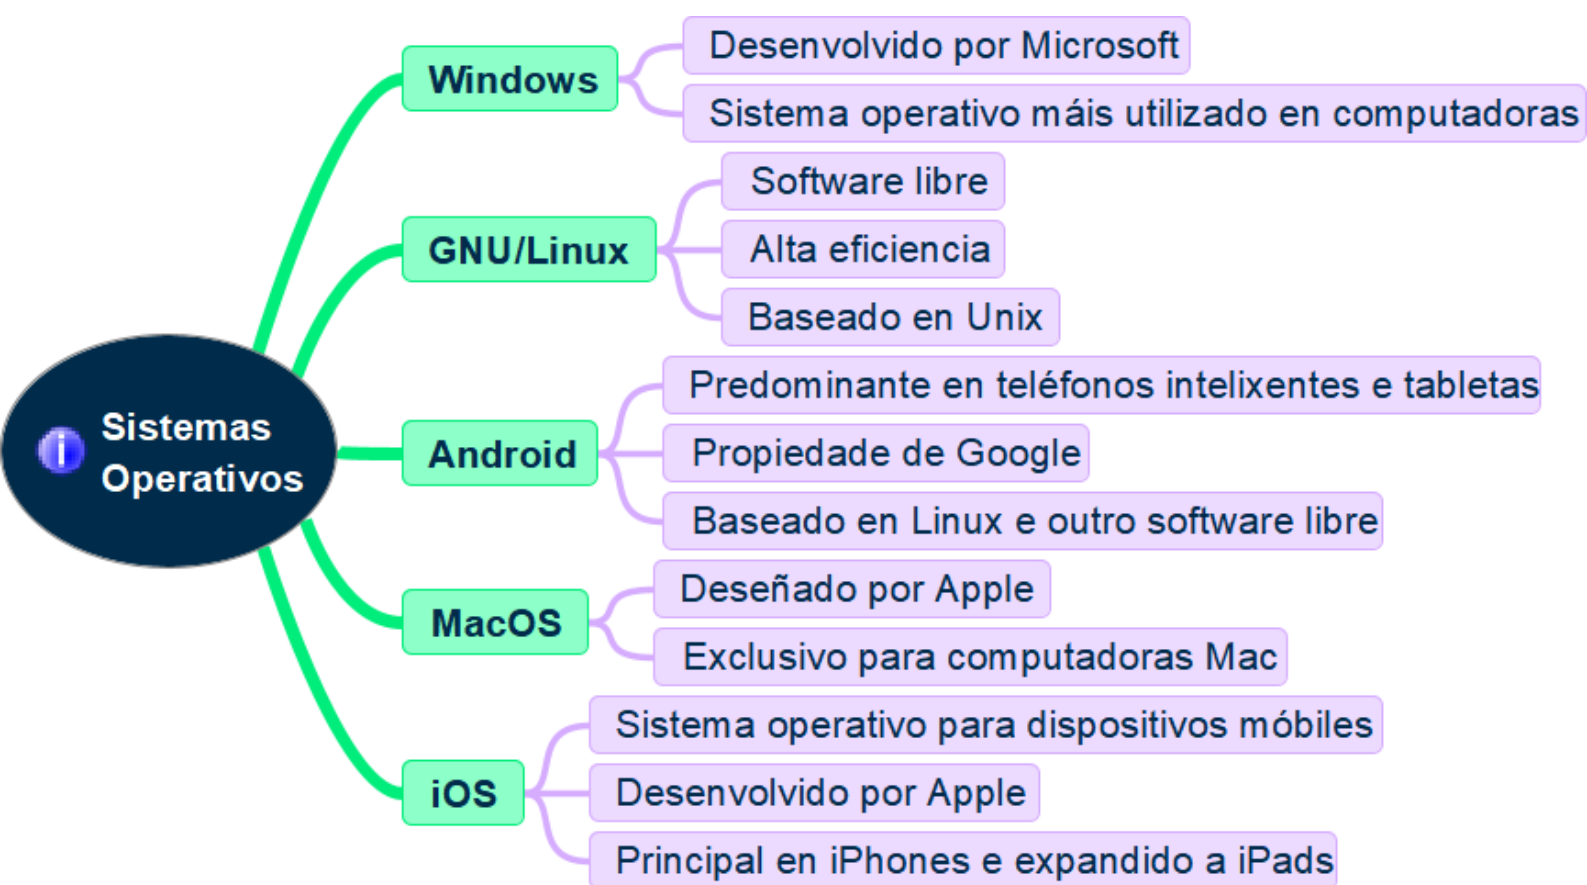 Sistemas
Operativos
Windows
Desenvolvido por Microsoft
Sistema operativo máis utilizado en computadoras
GNU/Linux
Software libre
Alta eficiencia
Baseado en Unix
Android
Predominante en teléfonos intelixentes e tabletas
Propiedade de Google
Baseado en Linux e outro software libre
MacOS
Deseñado por Apple
Exclusivo para computadoras Mac
iOS
Sistema operativo para dispositivos móbiles
Desenvolvido por Apple
Principal en iPhones e expandido a iPads